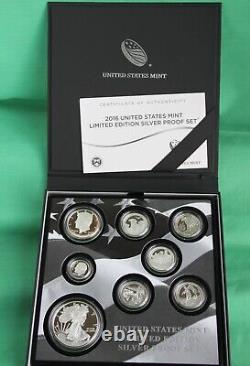 UNITED STATES MINT
CERTIFICATE OF AUTHENTICITY
2016 UNITED STATES MINT
LIMITED EDITION SILVER PROOF SET
MINT
UNITED STATES MINT
LIMITED EDITION
SILVER PROOF SET